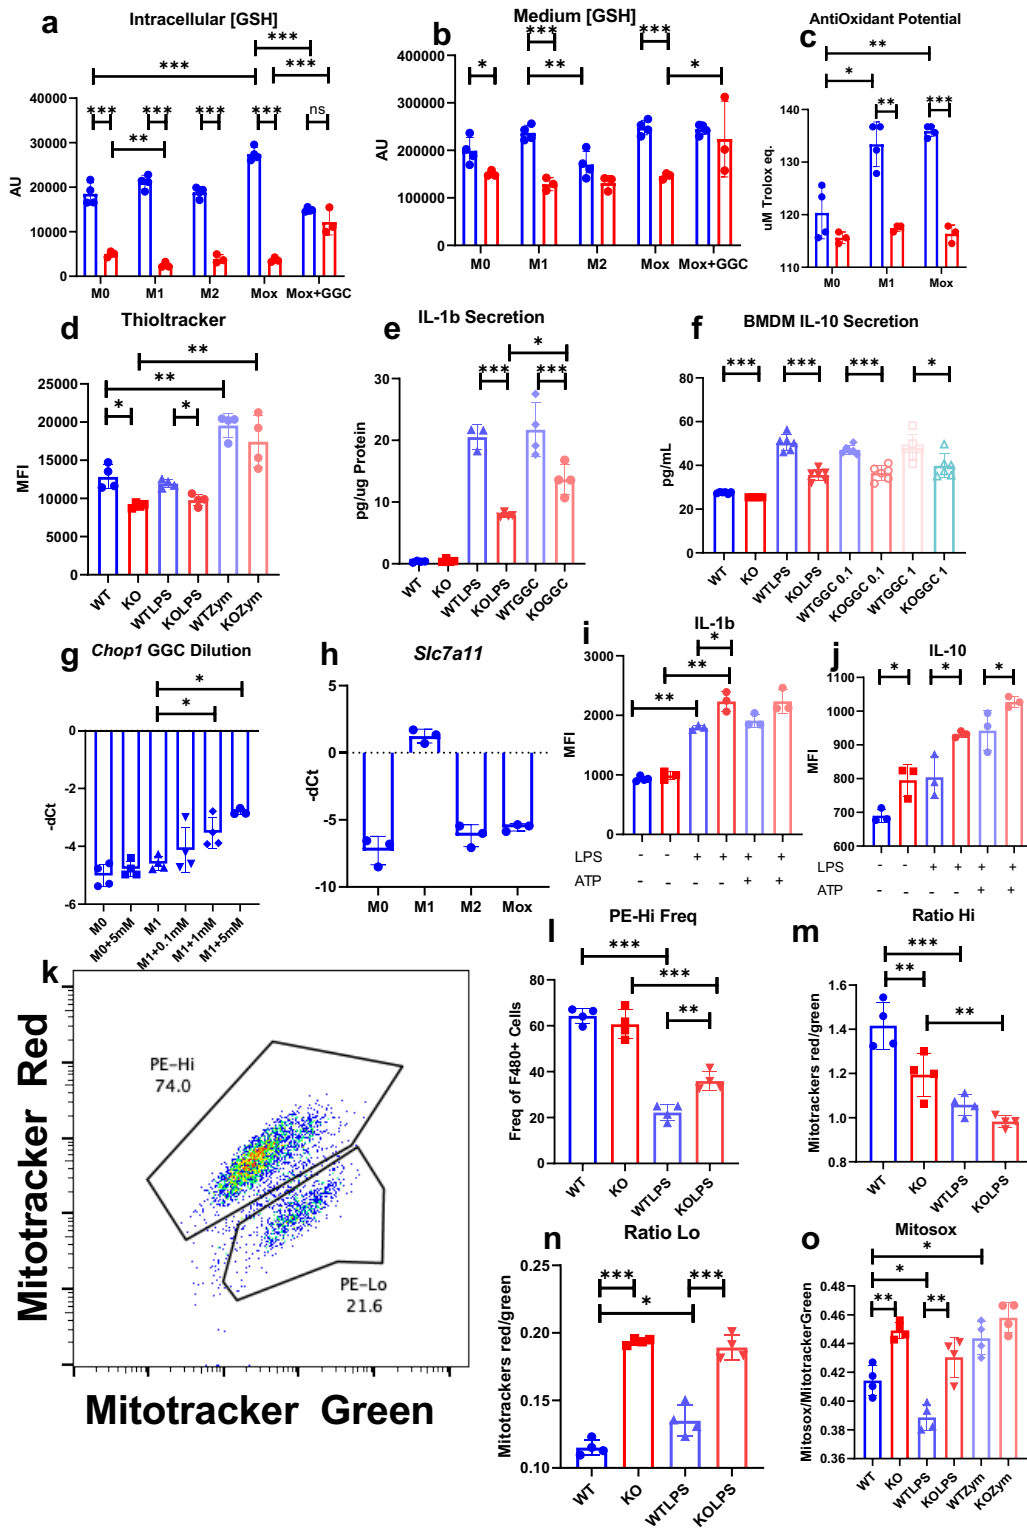 a
Intracellular [GSH]
***
***
***
***
***
***
***
ns
**
AU
40000
30000
20000
10000
0
M0
M1
M2
Mox
Mox+GGC
b
Medium [GSH]
***
***
*
**
*
AU
400000
300000
200000
100000
0
M0
M1
M2
Mox
Mox+GGC
c
AntiOxidant Potential
**
*
**
***
uM Trolox eq.
140
130
120
110
M0
M1
Mox
d
Thioltracker
**
**
*
*
MFI
25000
20000
15000
10000
5000
0
WT
KO
WTLPS
KOLPS
WTZym
KOZym
e
IL-1b Secretion
*
***
***
pg/ug Protein
30
20
10
0
WT
KO
WTLPS
KOLPS
WTGGC
KOGGC
f
BMDM IL-10 Secretion
***
***
***
*
pg/mL
80
60
40
20
0
WT
KO
WTLPS
KOLPS
WTGGC 0.1
KOGGC 0.1
WTGGC 1
KOGGC 1
g
Chop1 GGC Dilution
*
*
-dCt
0
-2
-4
-6
M0
M0+5mM
M1
M1+0.1mM
M1+1mM
M1+5mM
h
Slc7a11
-dCt
5
0
-5
-10
M0
M1
M2
Mox
i
IL-1b
*
**
**
MFI
3000
2000
1000
0
LPS - - + + + +
ATP - - - - + +
j
IL-10
*
*
*
MFI
1100
1000
900
800
700
600
LPS - - + + + +
ATP - - - - + +
k
Mitotracker Red
PE-Hi
74.0
PE-Lo
21.6
Mitotracker Green
l
PE-Hi Freq
***
***
**
Freq of F480+ Cells
80
60
40
20
0
WT
KO
WTLPS
KOLPS
m
Ratio Hi
***
**
**
Mitotrackers red/green
1.6
1.4
1.2
1.0
0.8
WT
KO
WTLPS
KOLPS
n
Ratio Lo
***
***
*
Mitotrackers red/green
0.25
0.20
0.15
0.10
WT
KO
WTLPS
KOLPS
o
Mitosox
*
*
**
**
Mitosox/MitotrackerGreen
0.48
0.46
0.44
0.42
0.40
0.38
0.36
WT
KO
WTLPS
KOLPS
WTZym
KOZym